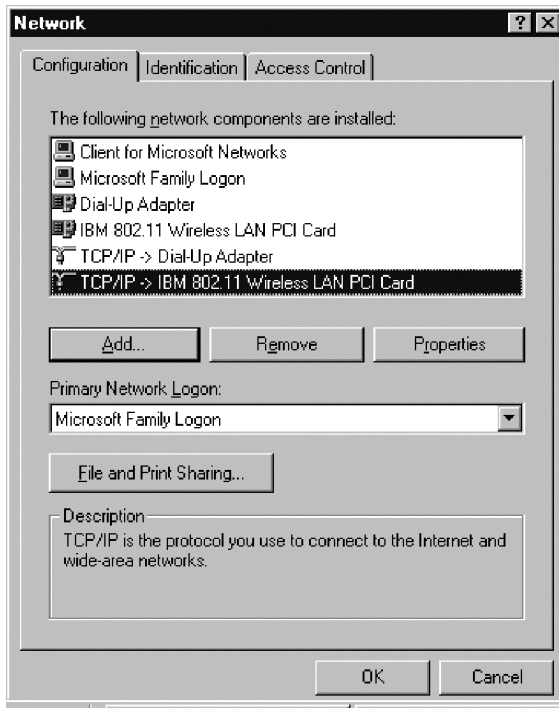 Network
Configuration
Identification
Access Control
The following network components are installed:
Client for Microsoft Networks
Microsoft Family Logon
Dial-Up Adapter
IBM 802.11 Wireless LAN PCI Card
TCP/IP -> Dial-Up Adapter
TCP/IP -> IBM 802.11 Wireless LAN PCI Card
Add...
Remove
Properties
Primary Network Logon:
Microsoft Family Logon
File and Print Sharing...
Description
TCP/IP is the protocol you use to connect to the Internet and
wide-area networks.
OK
Cancel